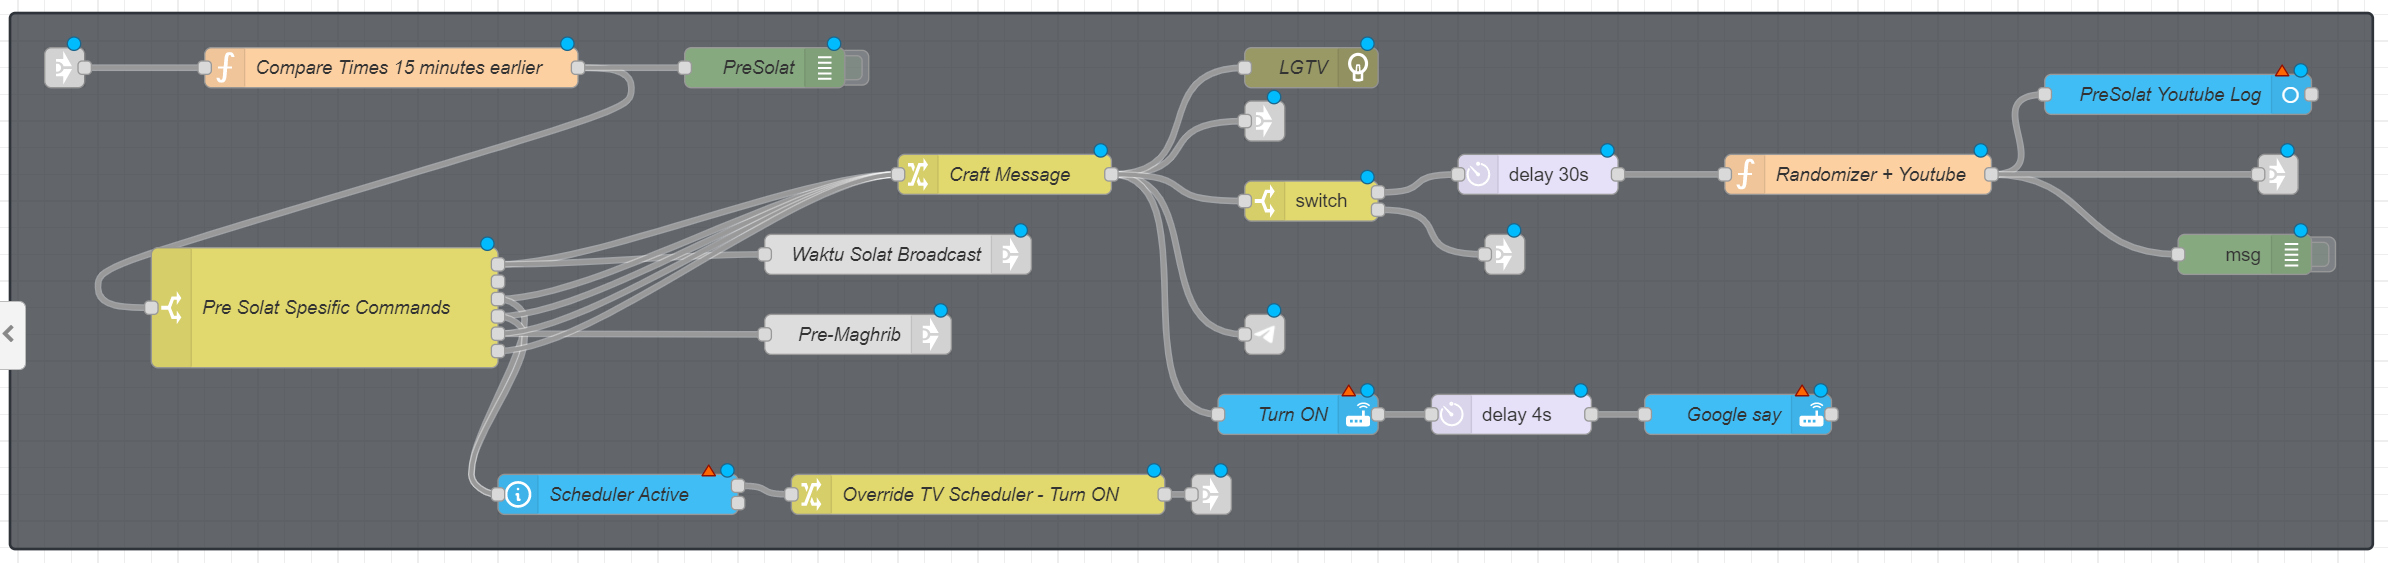 Compare Times 15 minutes earlier
PreSolat
LGTV
PreSolat Youtube Log
Craft Message
delay 30s
Randomizer + Youtube
switch
Waktu Solat Broadcast
msg
Pre Solat Spesific Commands
Pre-Maghrib
Turn ON
delay 4s
Google say
Scheduler Active
Override TV Scheduler - Turn ON